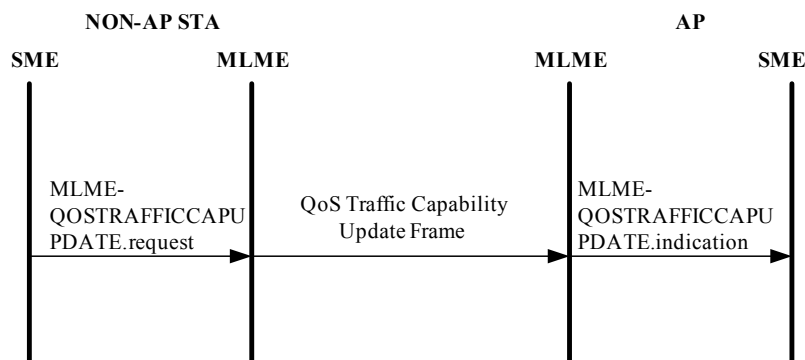 NON-AP STA
AP
SME
MLME
MLME
SME
MLME-
QOSTRAFFICCAPU
PDATE.request
QoS Traffic Capability
Update Frame
MLME-
QOSTRAFFICCAPU
PDATE.indication